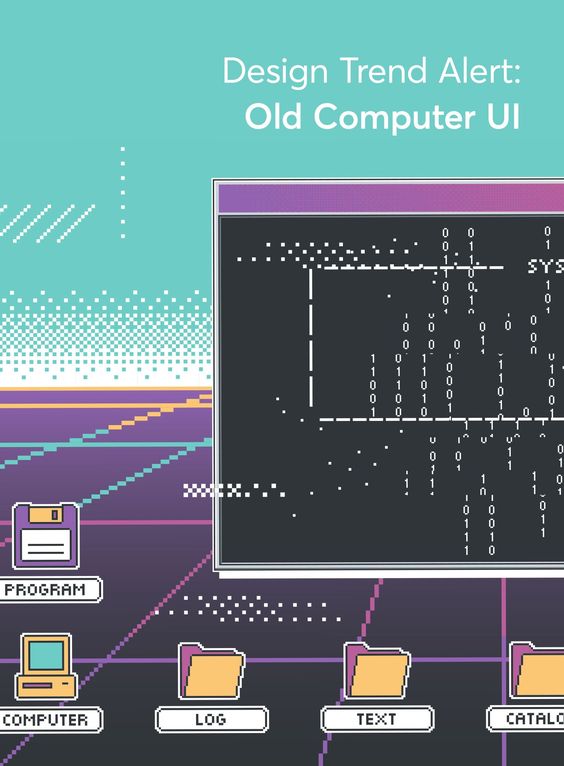 Design Trend Alert:
Old Computer UI
SYS
PROGRAM
COMPUTER
LOG
TEXT
CATALO